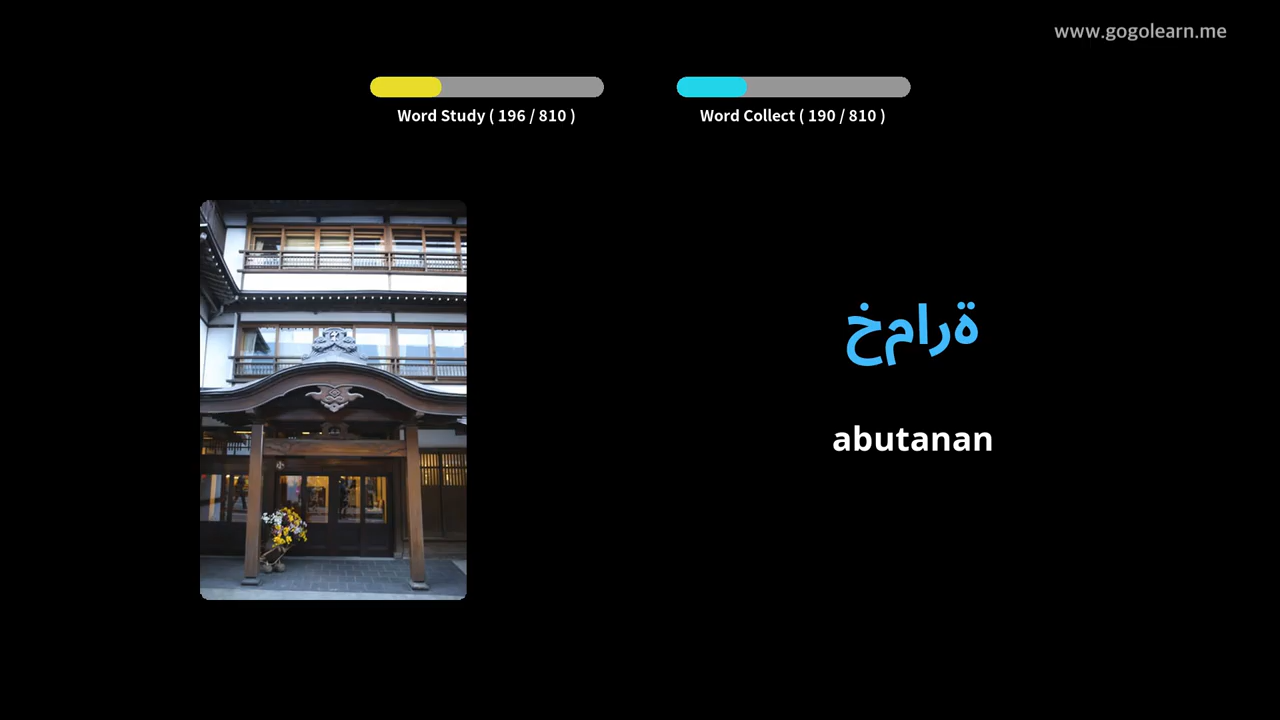 www.gogolearn.me
Word Study ( 196 / 810 )
Word Collect ( 190 / 810 )
خمارة
abutanan